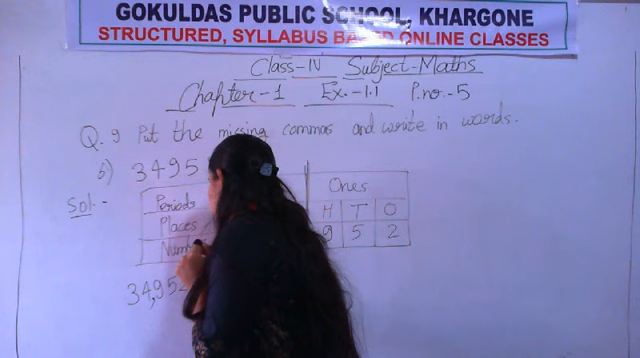 GOKULDAS PUBLIC SCHOOL, KHARGONE
STRUCTURED, SYLLABUS BASED ONLINE CLASSES
Class-IV Subject-Maths
Chapter-1 Ex.-1.1 P.no.-5
Q.9 Put the missing commas and write in words.
b) 3495
Sol.- Periods Ones
Places H T O
Numb 9 5 2
34,952